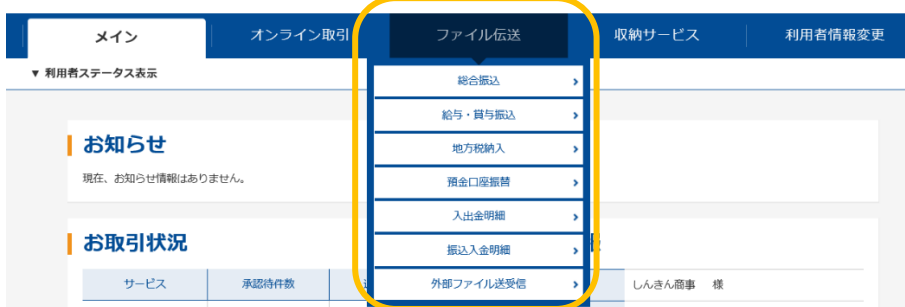 メイン
オンライン取引
ファイル伝送
収納サービス
利用者情報変更
▼ 利用者ステータス表示
総合振込
給与・賞与振込
地方税納入
預金口座振替
入出金明細
振込入金明細
外部ファイル送受信
お知らせ
現在、お知らせ情報はありません。
お取引状況
サービス
承認待件数
しんきん商事 様